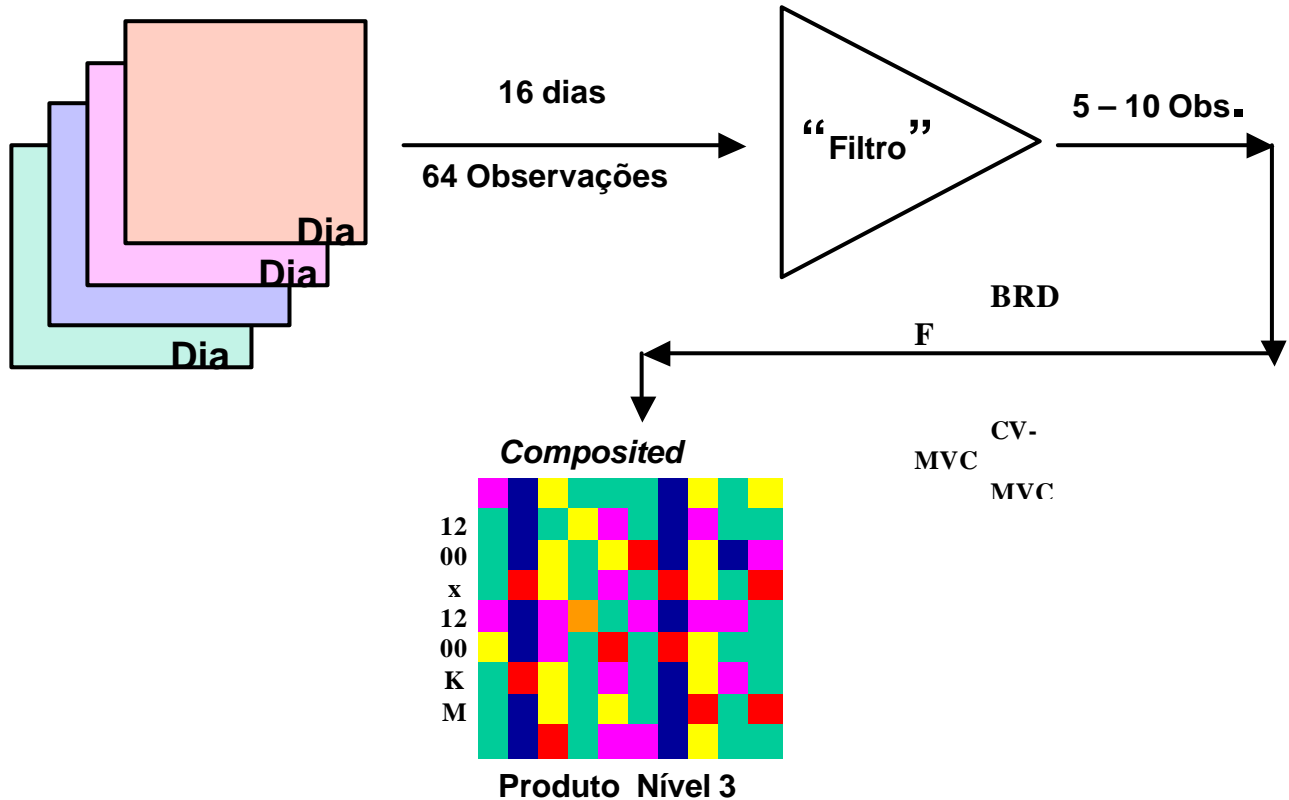 Dia
Dia
Dia
16 dias
64 Observações
“Filtro”
5 – 10 Obs.
BRD
F
CV-
MVC
MVC
Composited
12
00
x
12
00
K
M
Produto Nível 3